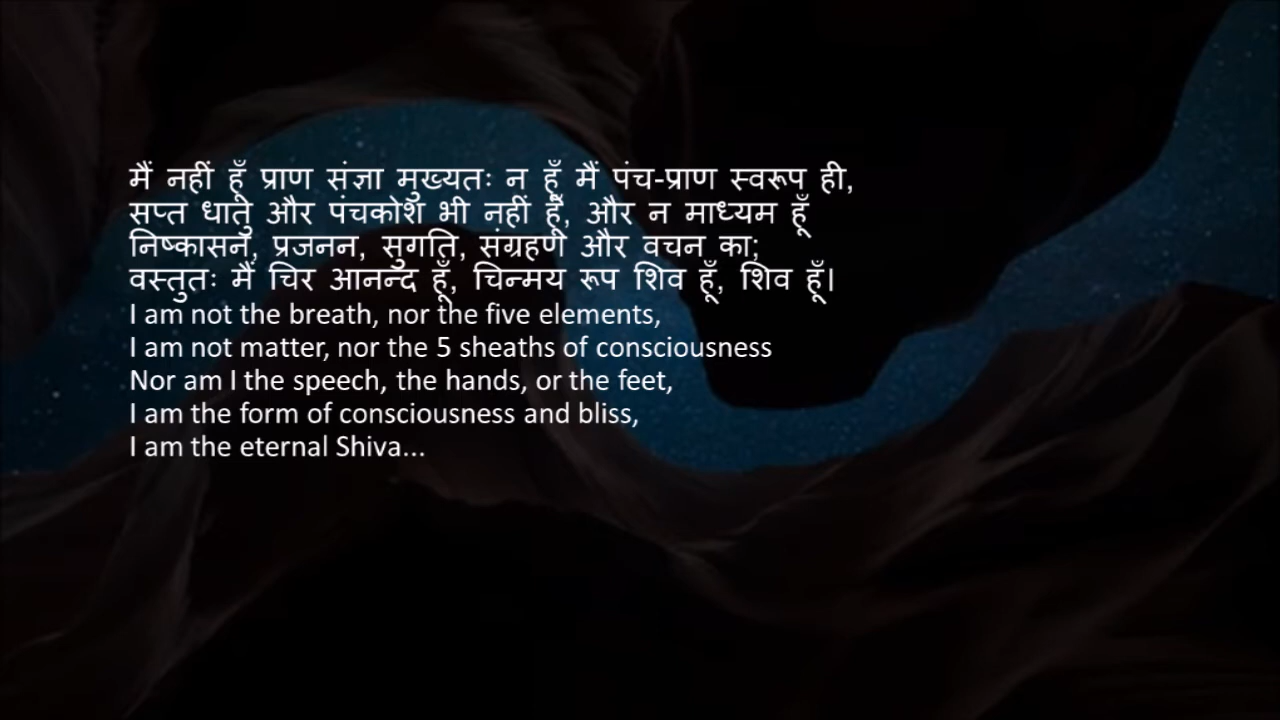 मैं नहीं हूँ प्राण संज्ञा मुख्यतः न हूँ मैं पंच-प्राण स्वरूप ही,
सप्त धातु और पंचकोश भी नहीं हूँ, और न माध्यम हूँ
निष्कासन, प्रजनन, सुगति, संग्रहण और वचन का;
वस्तुतः मैं चिर आनन्द हूँ, चिन्मय रूप शिव हूँ, शिव हूँ।
I am not the breath, nor the five elements,
I am not matter, nor the 5 sheaths of consciousness
Nor am I the speech, the hands, or the feet,
I am the form of consciousness and bliss,
I am the eternal Shiva...